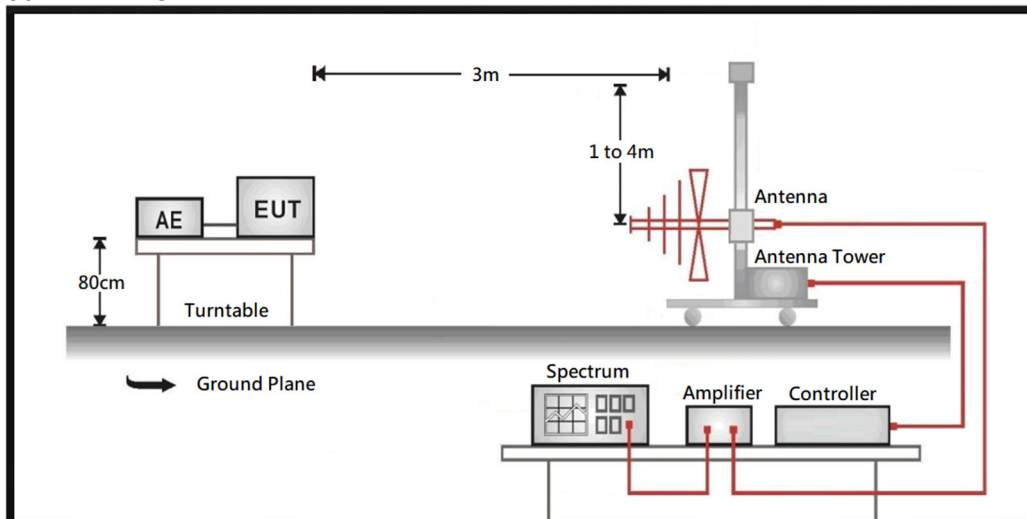 3m
1 to 4m
AE
EUT
Antenna
80cm
Antenna Tower
Turntable
Ground Plane
Spectrum
Amplifier
Controller